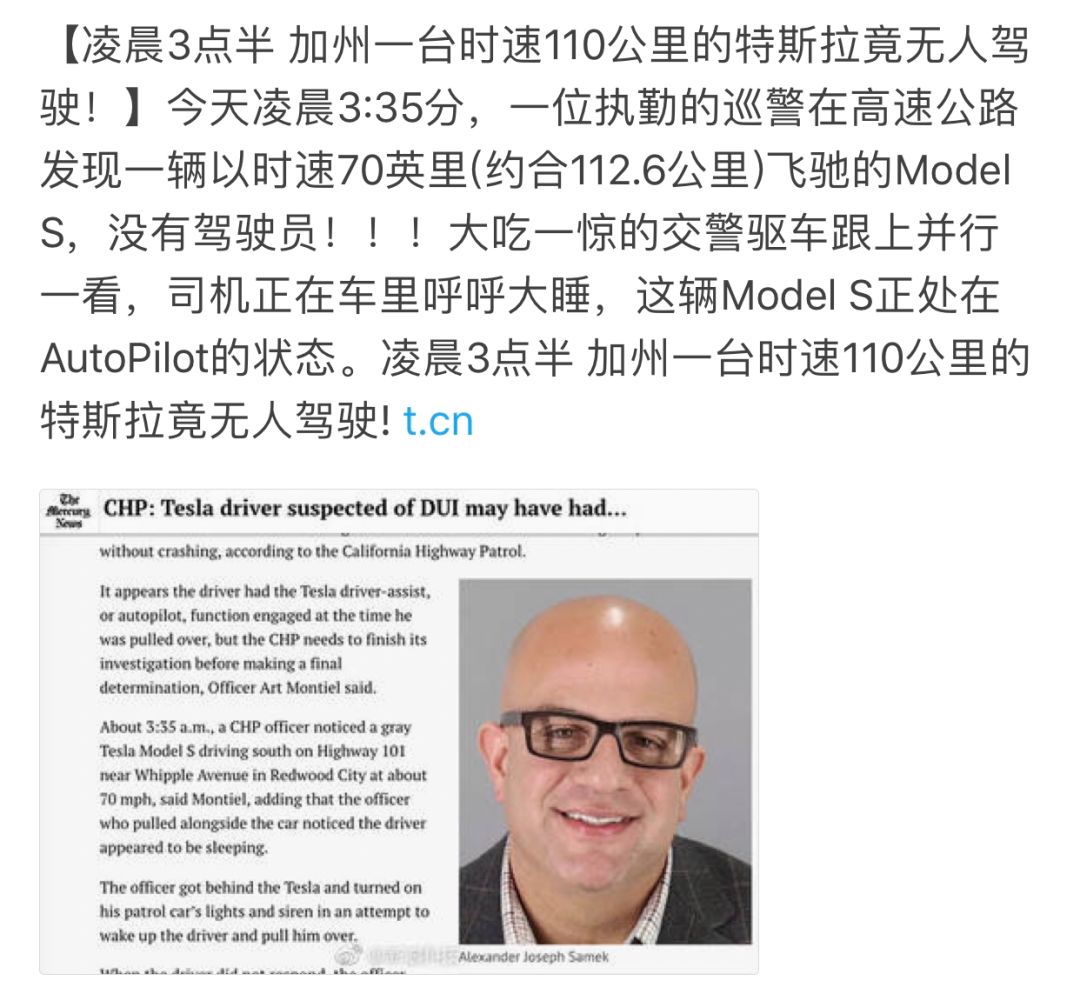 【凌晨3点半 加州一台时速110公里的特斯拉竟无人驾
驶！】今天凌晨3:35分，一位执勤的巡警在高速公路
发现一辆以时速70英里(约合112.6公里)飞驰的Model
S，没有驾驶员！！！大吃一惊的交警驱车跟上并行
一看，司机正在车里呼呼大睡，这辆Model S正处在
AutoPilot的状态。凌晨3点半 加州一台时速110公里的
特斯拉竟无人驾驶! t.cn
The
Mercury
News
CHP: Tesla driver suspected of DUI may have had...
without crashing, according to the California Highway Patrol.
It appears the driver had the Tesla driver-assist,
or autopilot, function engaged at the time he
was pulled over, but the CHP needs to finish its
investigation before making a final
determination, Officer Art Montiel said.
About 3:35 a.m., a CHP officer noticed a gray
Tesla Model S driving south on Highway 101
near Whipple Avenue in Redwood City at about
70 mph, said Montiel, adding that the officer
who pulled alongside the car noticed the driver
appeared to be sleeping.
The officer got behind the Tesla and turned on
his patrol car's lights and siren in an attempt to
wake up the driver and pull him over.
When the driver did not respond, the officer
Alexander Joseph Samek